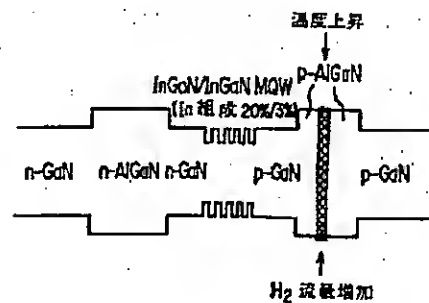 温度上昇
p-AlGaN
InGaN/InGaN MQW
(In 組成 20%/3%)
n-GaN n-AlGaN n-GaN p-GaN p-GaN
H2 流量増加